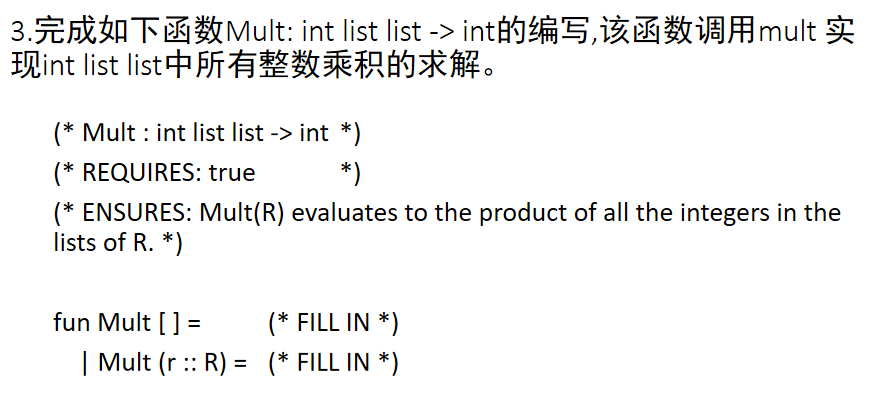 3.完成如下函数Mult: int list list -> int的编写,该函数调用mult 实
现int list list中所有整数乘积的求解。
(* Mult : int list list -> int *)
(* REQUIRES: true *)
(* ENSURES: Mult(R) evaluates to the product of all the integers in the
lists of R. *)
fun Mult [ ] = (* FILL IN *)
| Mult (r :: R) = (* FILL IN *)